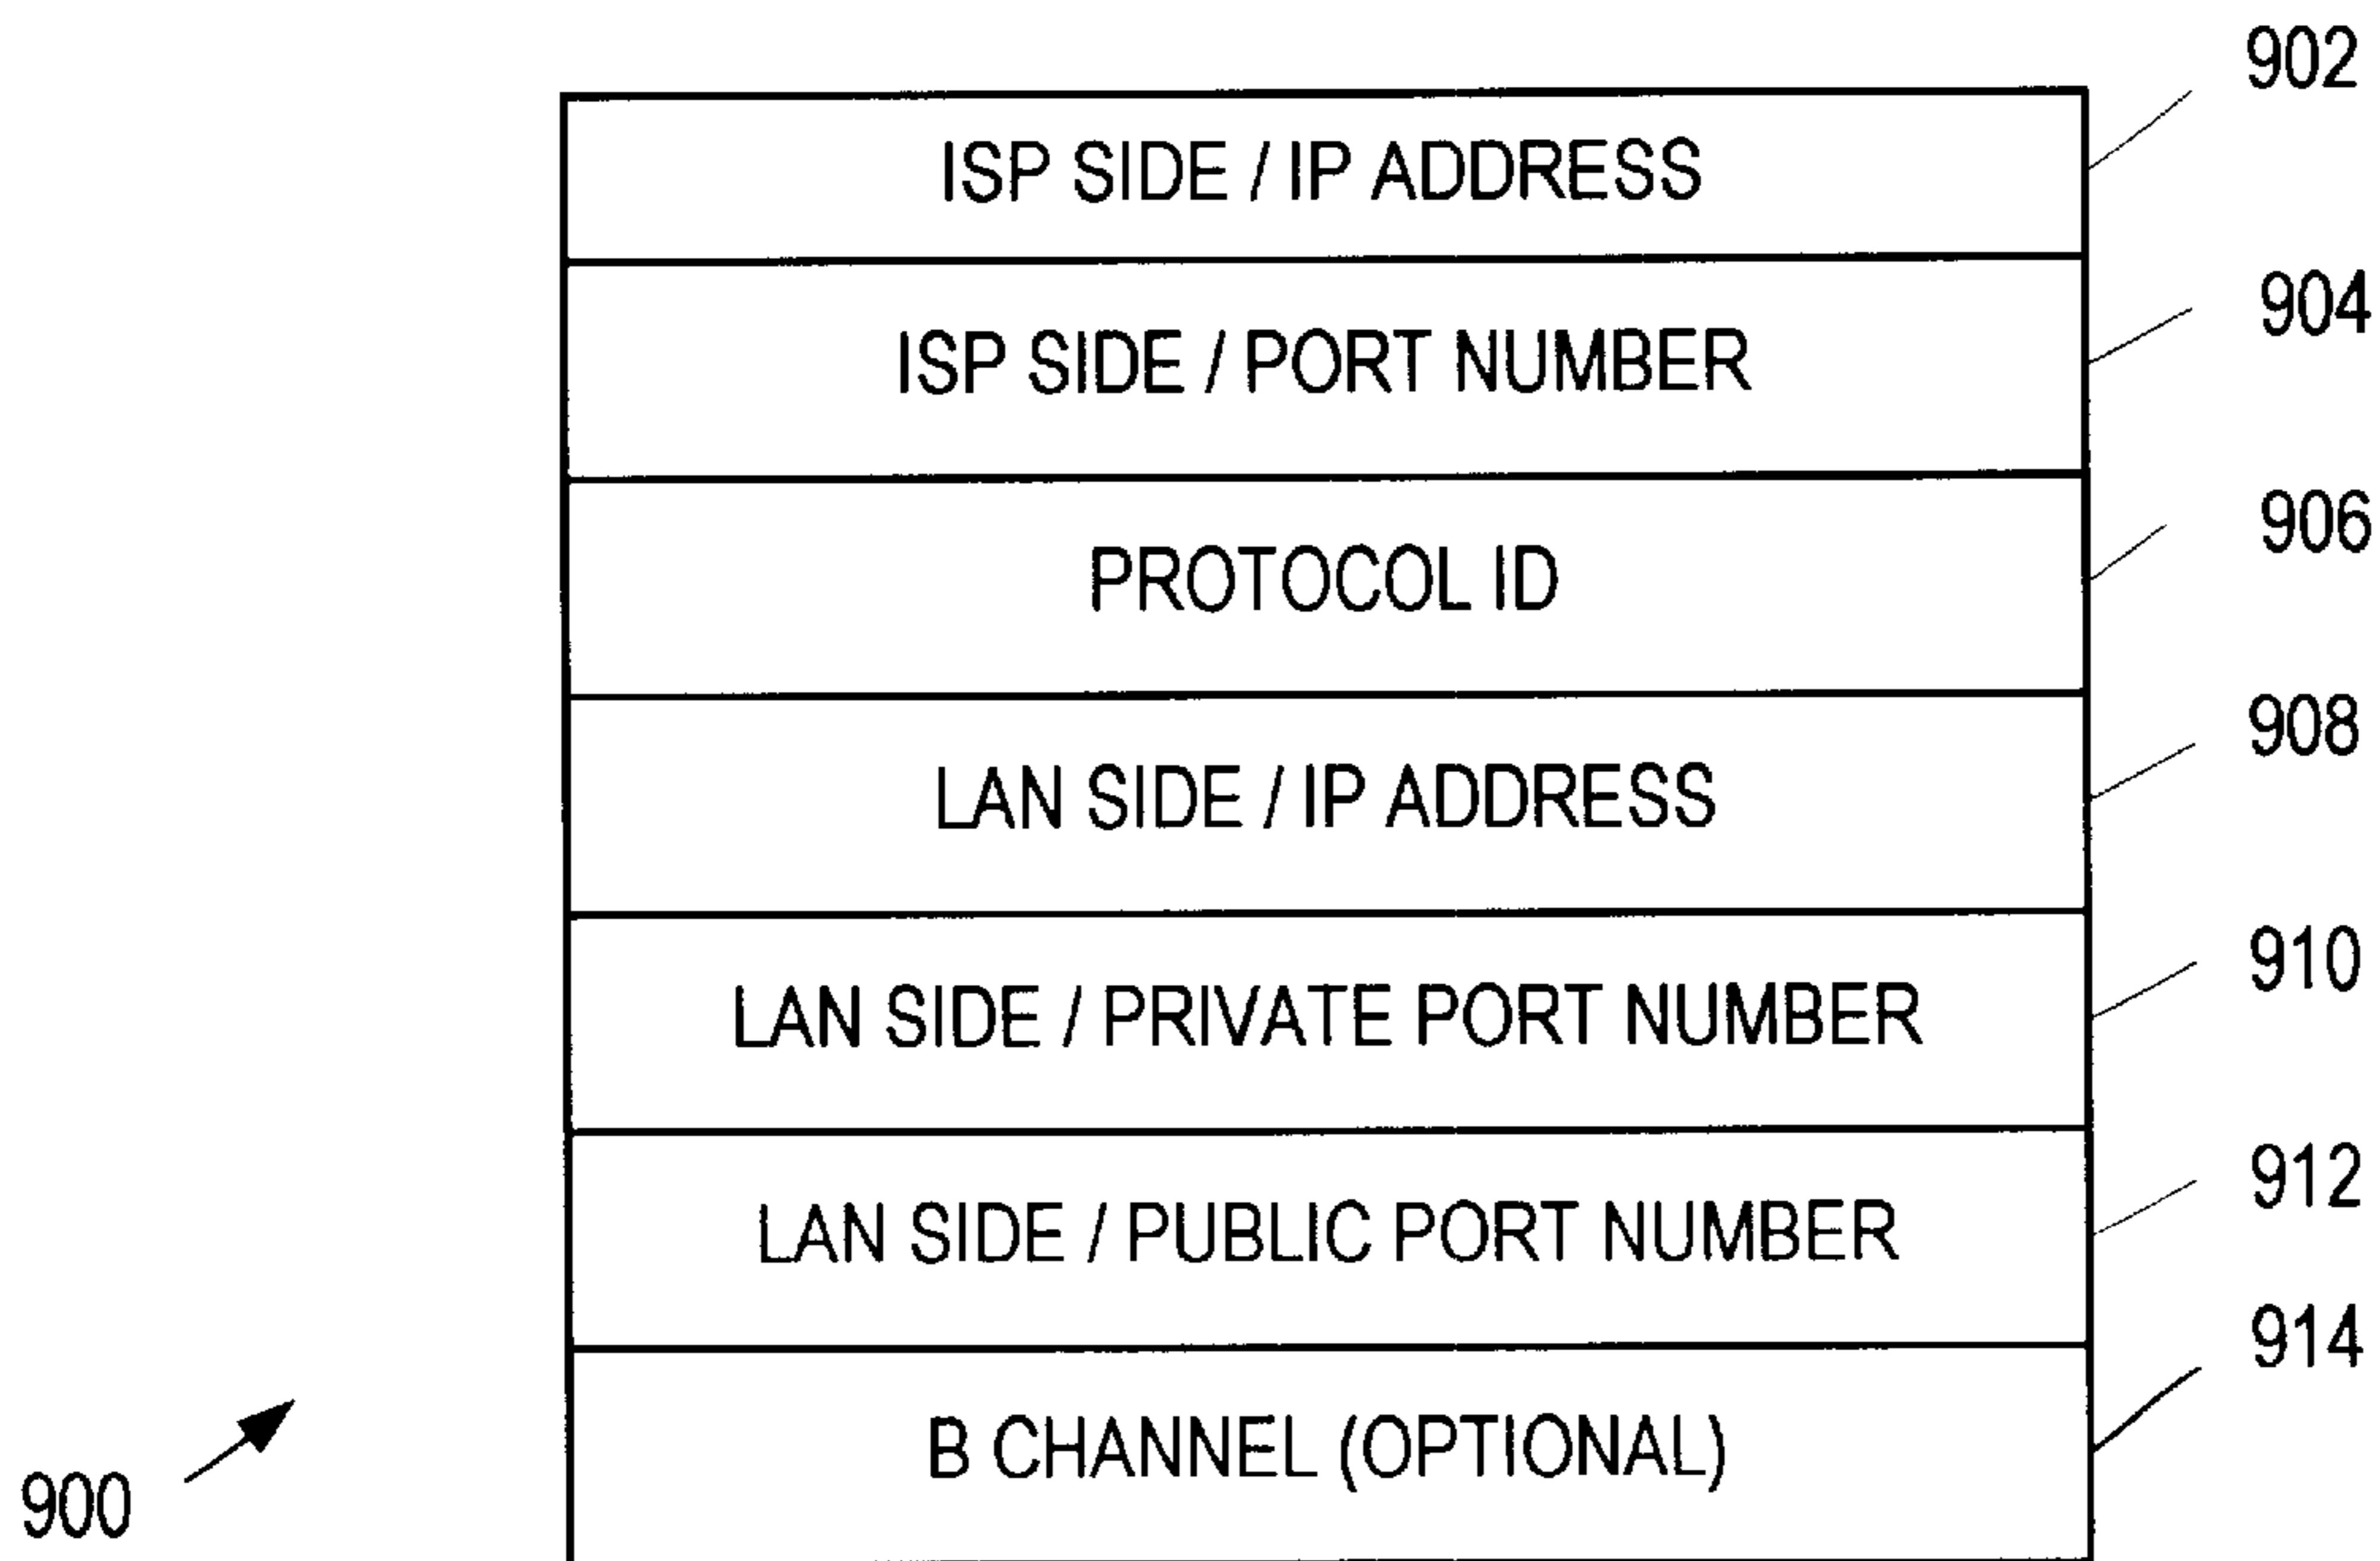 902
ISP SIDE / IP ADDRESS
904
ISP SIDE / PORT NUMBER
906
PROTOCOL ID
908
LAN SIDE / IP ADDRESS
910
LAN SIDE / PRIVATE PORT NUMBER
912
LAN SIDE / PUBLIC PORT NUMBER
914
B CHANNEL (OPTIONAL)
900